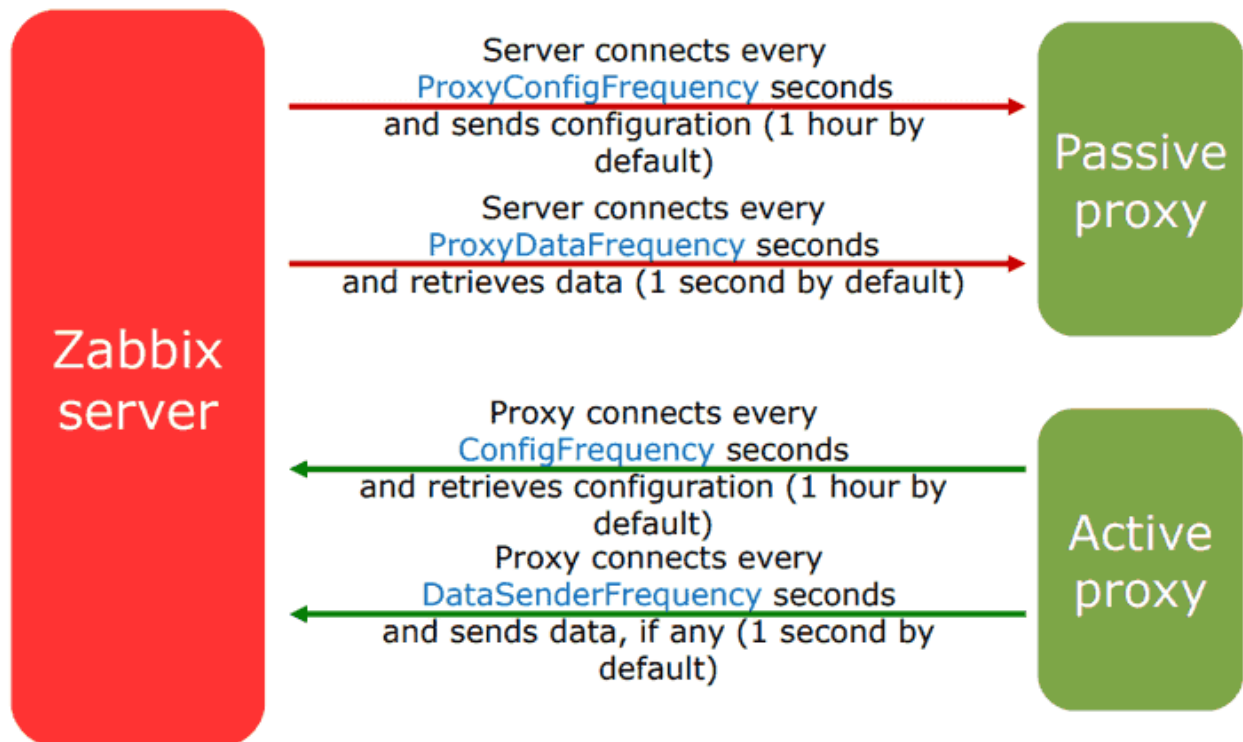 Server connects every
ProxyConfigFrequency seconds
and sends configuration (1 hour by
default)
Server connects every
ProxyDataFrequency seconds
and retrieves data (1 second by default)
Passive
proxy
Zabbix
server
Proxy connects every
ConfigFrequency seconds
and retrieves configuration (1 hour by
default)
Proxy connects every
DataSenderFrequency seconds
and sends data, if any (1 second by
default)
Active
proxy